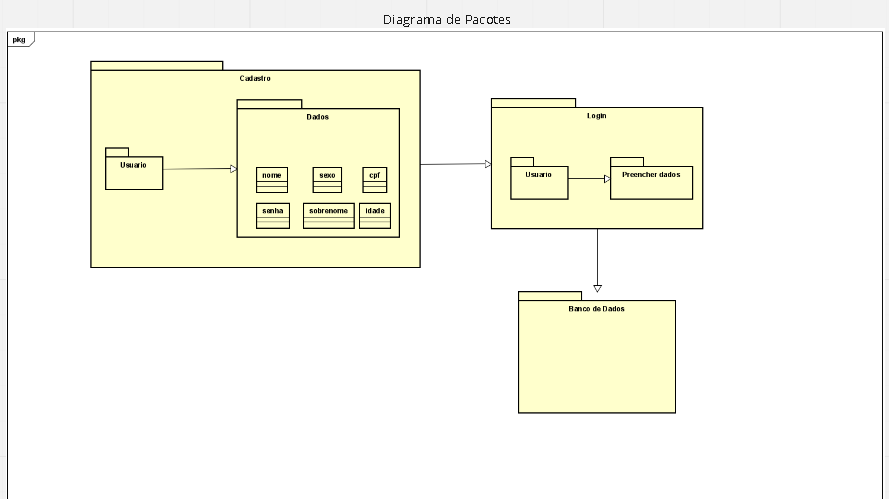 Diagrama de Pacotes
pkg
Cadastro
Dados
Usuario
nome
sexo
cpf
senha
sobrenome
idade
Login
Usuario
Preencher dados
Banco de Dados